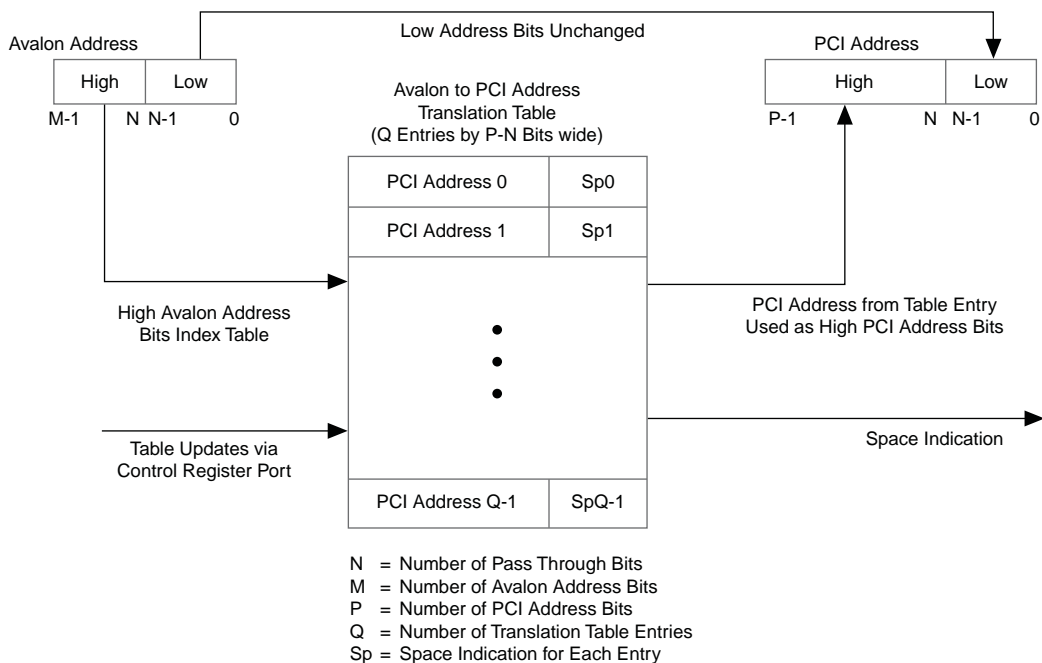 Low Address Bits Unchanged
Avalon Address
PCI Address
High Low
High Low
M-1 N N-1 0
P-1 N N-1 0
Avalon to PCI Address
Translation Table
(Q Entries by P-N Bits wide)
PCI Address 0 Sp0
PCI Address 1 Sp1
High Avalon Address
Bits Index Table
PCI Address from Table Entry
Used as High PCI Address Bits
Table Updates via
Control Register Port
Space Indication
PCI Address Q-1 SpQ-1
N = Number of Pass Through Bits
M = Number of Avalon Address Bits
P = Number of PCI Address Bits
Q = Number of Translation Table Entries
Sp = Space Indication for Each Entry